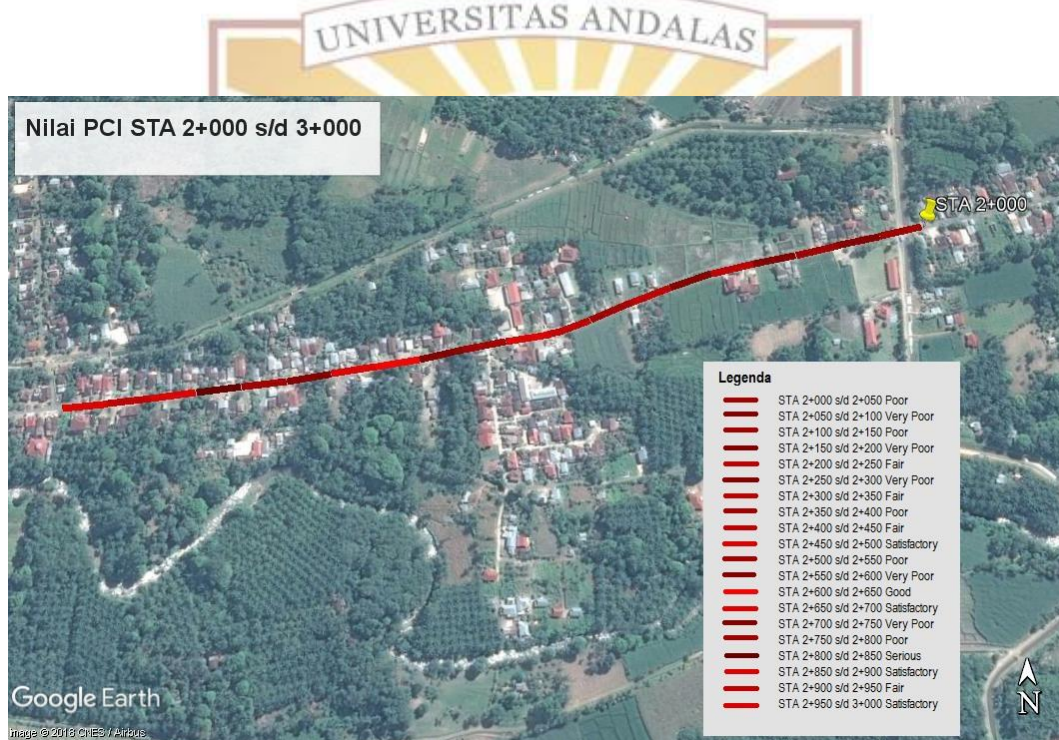 UNIVERSITAS ANDALAS
Nilai PCI STA 2+000 s/d 3+000
STA 2+000
Legenda
STA 2+000 s/d 2+050 Poor
STA 2+050 s/d 2+100 Very Poor
STA 2+100 s/d 2+150 Poor
STA 2+150 s/d 2+200 Very Poor
STA 2+200 s/d 2+250 Fair
STA 2+250 s/d 2+300 Very Poor
STA 2+300 s/d 2+350 Fair
STA 2+350 s/d 2+400 Poor
STA 2+400 s/d 2+450 Fair
STA 2+450 s/d 2+500 Satisfactory
STA 2+500 s/d 2+550 Poor
STA 2+550 s/d 2+600 Very Poor
STA 2+600 s/d 2+650 Good
STA 2+650 s/d 2+700 Satisfactory
STA 2+700 s/d 2+750 Very Poor
STA 2+750 s/d 2+800 Poor
STA 2+800 s/d 2+850 Serious
STA 2+850 s/d 2+900 Satisfactory
STA 2+900 s/d 2+950 Fair
STA 2+950 s/d 3+000 Satisfactory
N
Google Earth
Image © 2018 CNES / Airbus